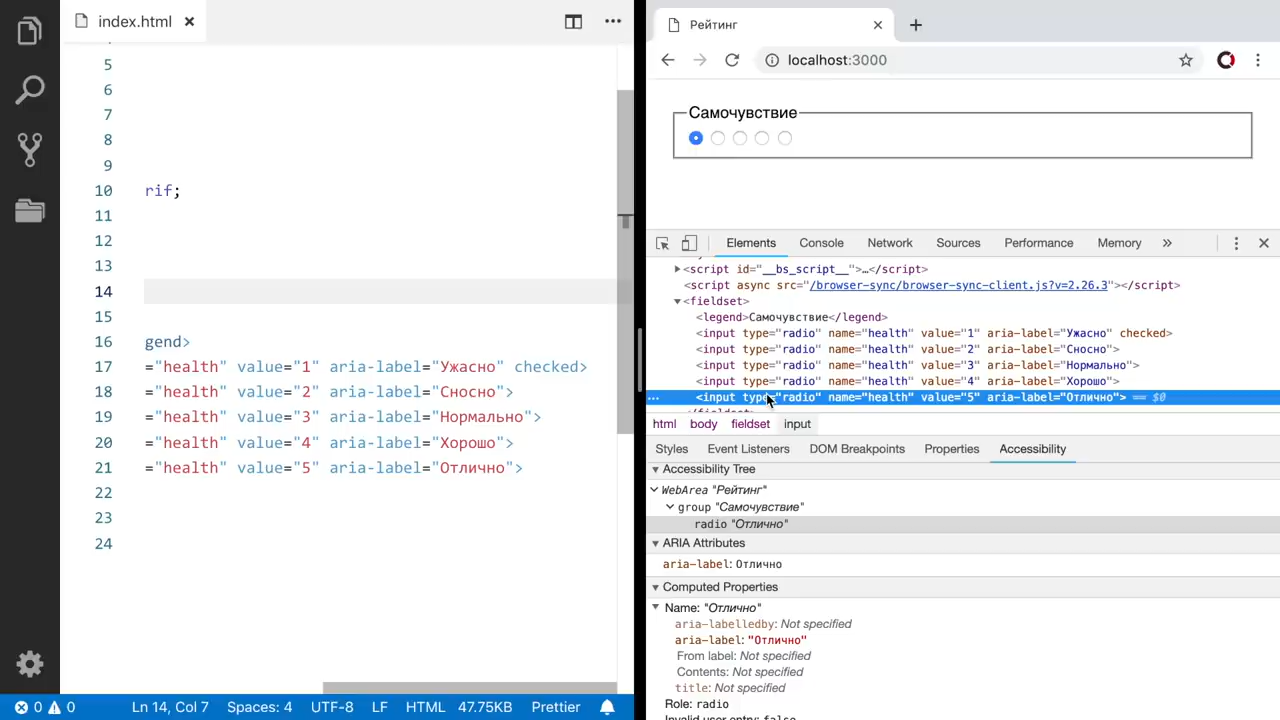 index.html
5
6
7
8
9
10 rif;
11
12
13
14
15
16 gend>
17 ="health" value="1" aria-label="Ужасно" checked>
18 ="health" value="2" aria-label="Сносно">
19 ="health" value="3" aria-label="Нормально">
20 ="health" value="4" aria-label="Хорошо">
21 ="health" value="5" aria-label="Отлично">
22
23
24
0 0 Ln 14, Col 7 Spaces: 4 UTF-8 LF HTML 47.75KB Prettier
Рейтинг
localhost:3000
Самочувствие
Elements Console Network Sources Performance Memory »
<script id="__bs_script__">…</script>
<script async src="/browser-sync/browser-sync-client.js?v=2.26.3"></script>
<fieldset>
<legend>Самочувствие</legend>
<input type="radio" name="health" value="1" aria-label="Ужасно" checked>
<input type="radio" name="health" value="2" aria-label="Сносно">
<input type="radio" name="health" value="3" aria-label="Нормально">
<input type="radio" name="health" value="4" aria-label="Хорошо">
… <input type="radio" name="health" value="5" aria-label="Отлично"> == $0
html body fieldset input
Styles Event Listeners DOM Breakpoints Properties Accessibility
Accessibility Tree
WebArea "Рейтинг"
group "Самочувствие"
radio "Отлично"
ARIA Attributes
aria-label: Отлично
Computed Properties
Name: "Отлично"
aria-labelledby: Not specified
aria-label: "Отлично"
From label: Not specified
Contents: Not specified
title: Not specified
Role: radio
Invalid user entry: false